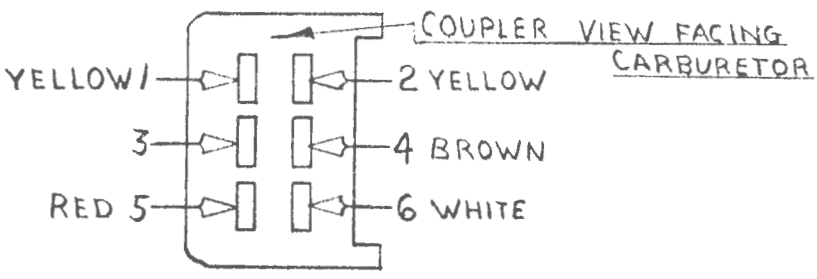 COUPLER VIEW FACING
CARBURETOR
YELLOW 1
2 YELLOW
3
4 BROWN
RED 5
6 WHITE